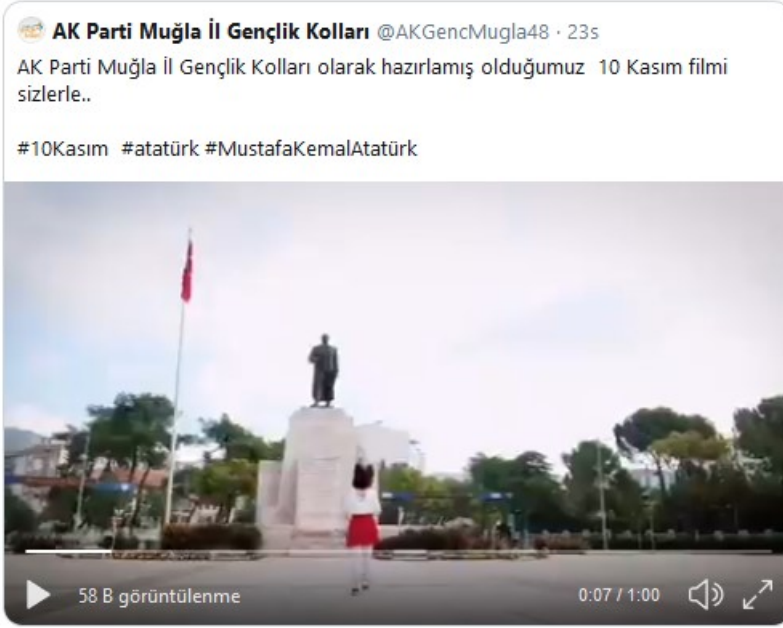 AK Parti Muğla İl Gençlik Kolları @AKGencMugla48 · 23s
AK Parti Muğla İl Gençlik Kolları olarak hazırlamış olduğumuz  10 Kasım filmi
sizlerle..
#10Kasım  #atatürk #MustafaKemalAtatürk
58 B görüntülenme
0:07 / 1:00